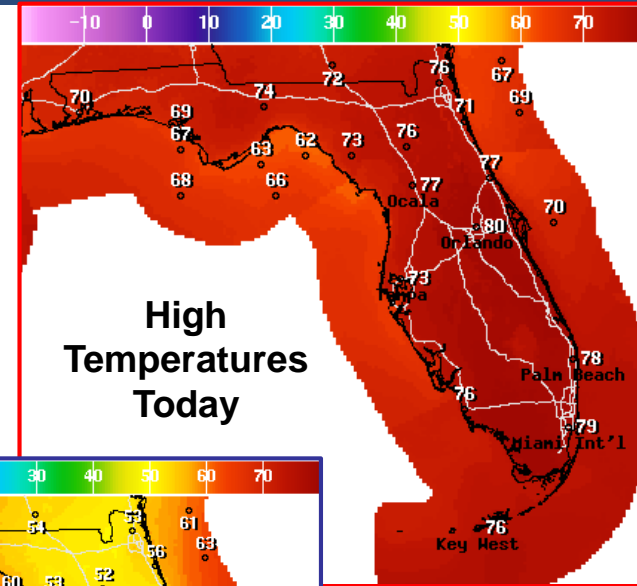 -10 0 10 20 30 40 50 60 70
72 76 67
70 74 71 69
69
67 63 62 73 76
77
68 66 77
Ocala
70
80
Orlando
73
Tampa
High
Temperatures
Today
78
Palm Beach
76
79
Miami Int'l
76
Key West
30 40 50 60 70
54 61
56 63
60 53 52